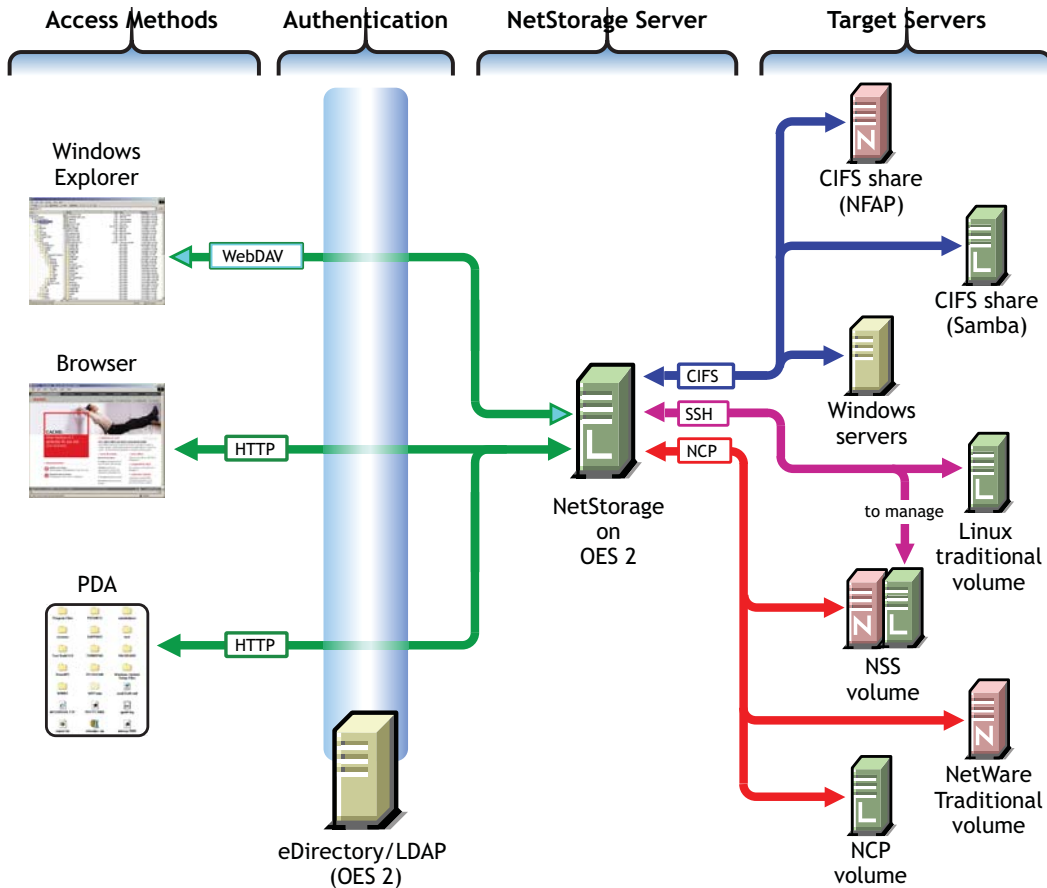 Access Methods
Authentication
NetStorage Server
Target Servers
Windows
Explorer
WebDAV
Browser
HTTP
PDA
HTTP
eDirectory/LDAP
(OES 2)
NetStorage
on
OES 2
CIFS
SSH
NCP
N
CIFS share
(NFAP)
L
CIFS share
(Samba)
Windows
servers
L
Linux
traditional
volume
to manage
N
L
NSS
volume
N
NetWare
Traditional
volume
L
NCP
volume
L